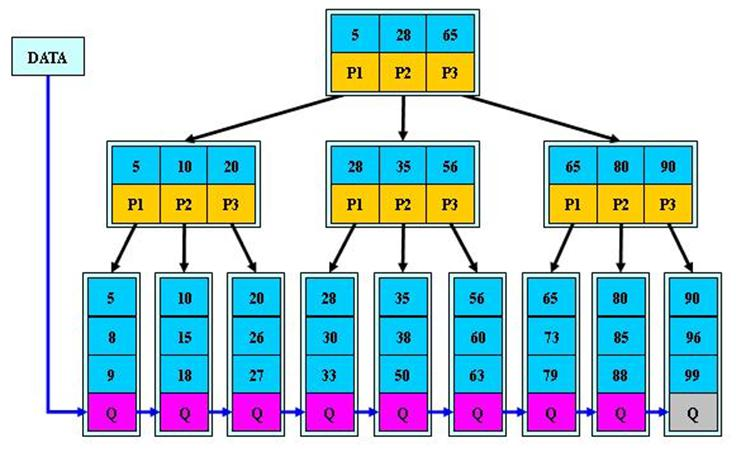 5 28 65
DATA
P1 P2 P3
5 10 20 28 35 56 65 80 90
P1 P2 P3 P1 P2 P3 P1 P2 P3
5 10 20 28 35 56 65 80 90
8 15 26 30 38 60 73 85 96
9 18 27 33 50 63 79 88 99
Q Q Q Q Q Q Q Q Q